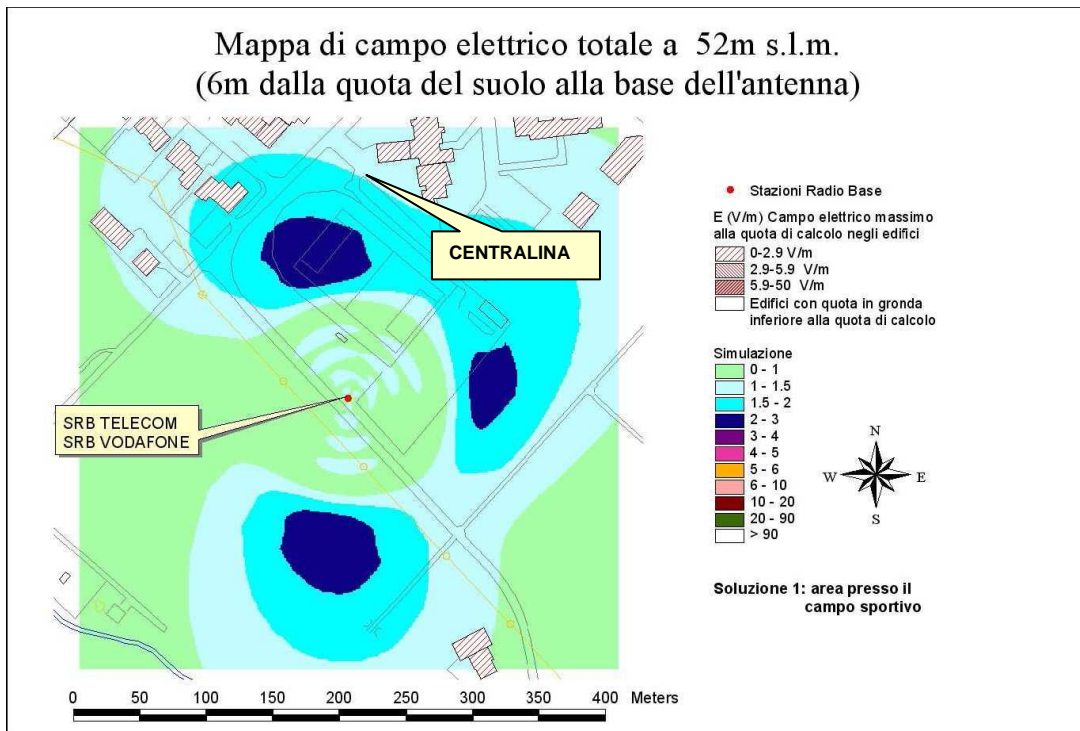 Mappa di campo elettrico totale a 52m s.l.m.
(6m dalla quota del suolo alla base dell'antenna)
CENTRALINA
SRB TELECOM
SRB VODAFONE
Stazioni Radio Base
E (V/m) Campo elettrico massimo
alla quota di calcolo negli edifici
0-2.9 V/m
2.9-5.9 V/m
5.9-50 V/m
Edifici con quota in gronda
inferiore alla quota di calcolo
Simulazione
0 - 1
1 - 1.5
1.5 - 2
2 - 3
3 - 4
4 - 5
5 - 6
6 - 10
10 - 20
20 - 90
> 90
N
W
E
S
Soluzione 1: area presso il
campo sportivo
0 50 100 150 200 250 300 350 400 Meters